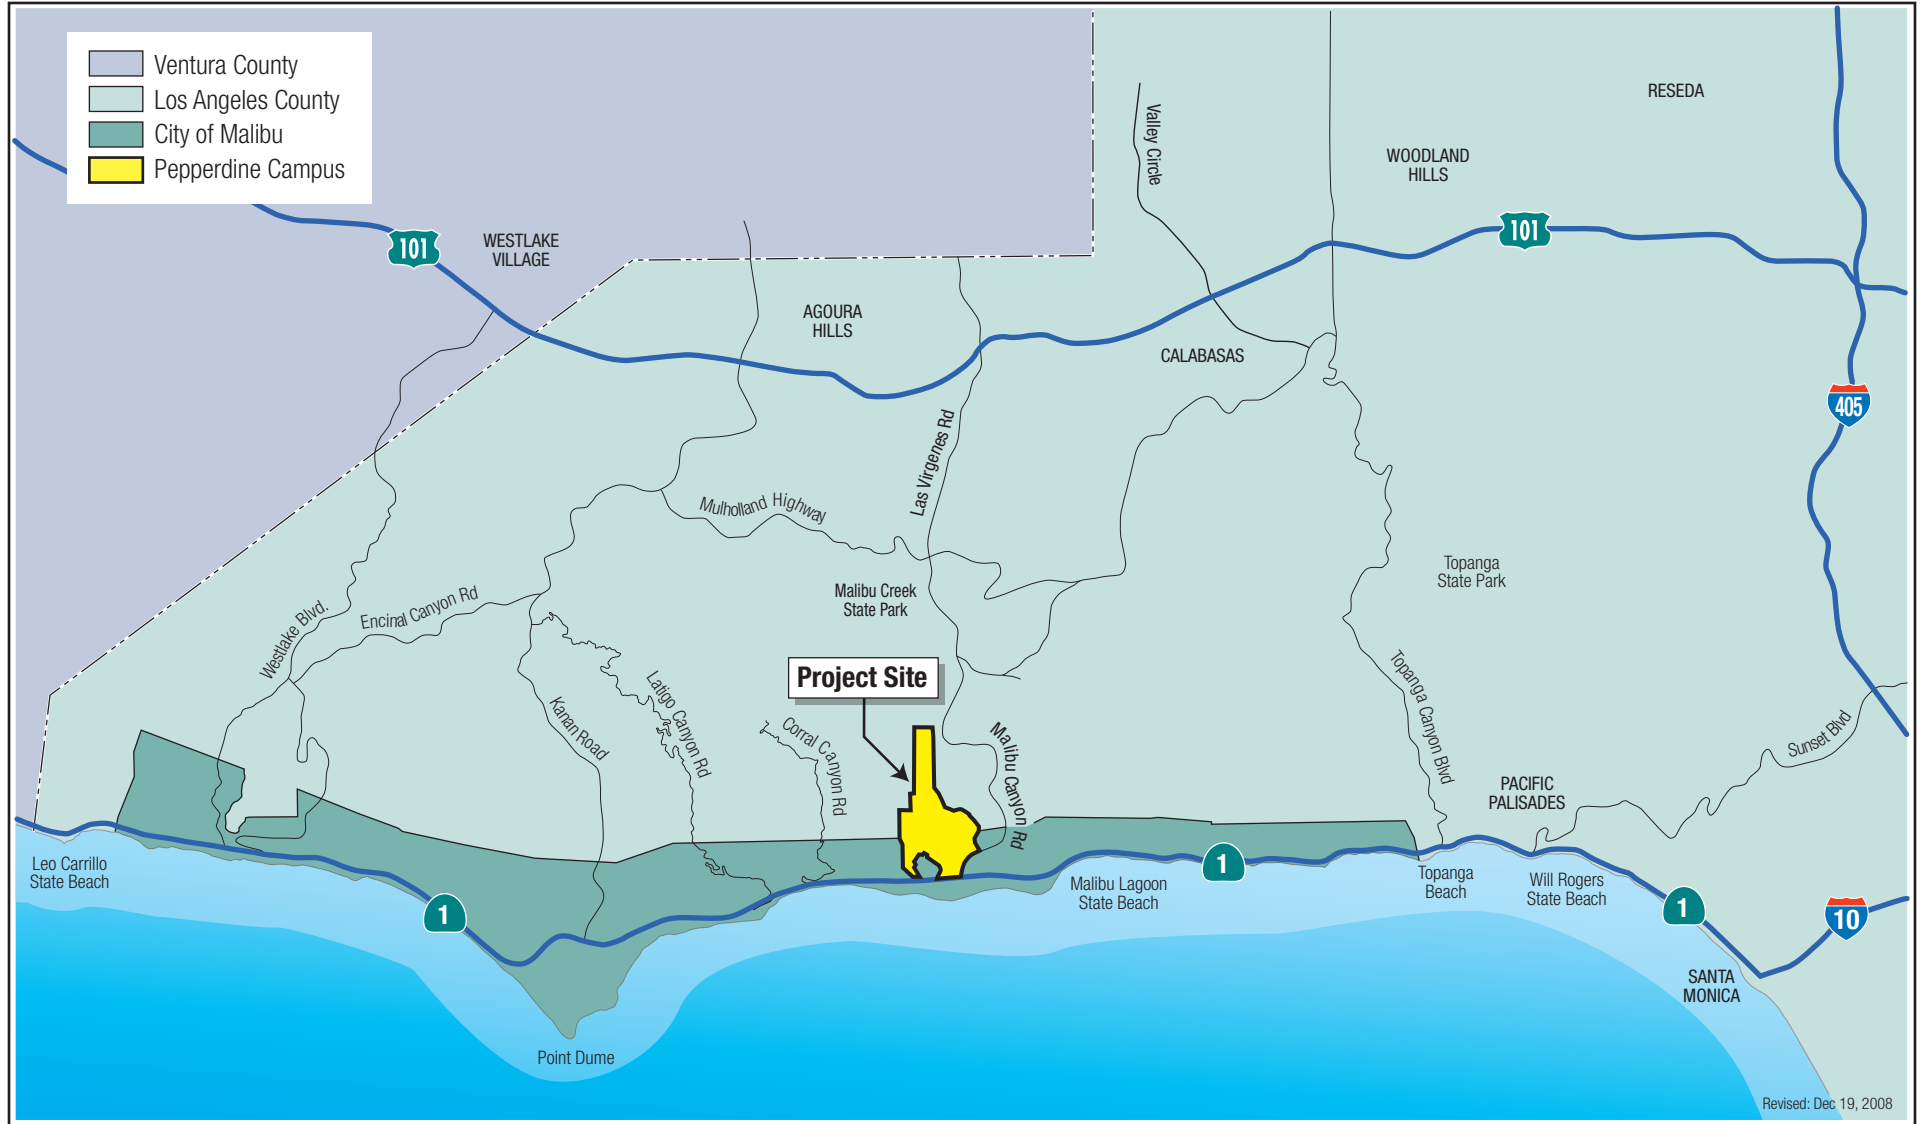 Ventura County
Los Angeles County
City of Malibu
Pepperdine Campus
RESEDA
Valley Circle
WOODLAND
HILLS
101
101
WESTLAKE
VILLAGE
AGOURA
HILLS
CALABASAS
405
Las Virgenes Rd
Mulholland Highway
Topanga
State Park
Malibu Creek
State Park
Encinal Canyon Rd
Westlake Blvd.
Project Site
Latigo Canyon Rd
Kanan Road
Corral Canyon Rd
Malibu Canyon Rd
Topanga Canyon Blvd
Sunset Blvd
PACIFIC
PALISADES
Leo Carrillo
State Beach
1
Malibu Lagoon
State Beach
1
Topanga
Beach
Will Rogers
State Beach
1
10
SANTA
MONICA
Point Dume
Revised: Dec 19, 2008